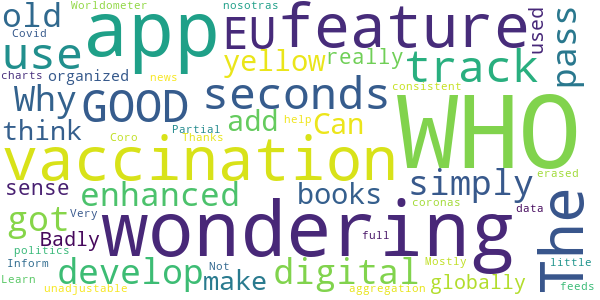 Worldometer nosotras
old app EU feature used pass
Covid use
charts organized news yellow really track consistent
Why GOOD seconds WHO
think Coro Partial Thanks add help Can
vaccination
sense enhanced books simply erased
got Very Badly wondering full coronas data The
politics Not Mostly little
Inform develop make digital globally feeds
Learn unadjustable aggregation